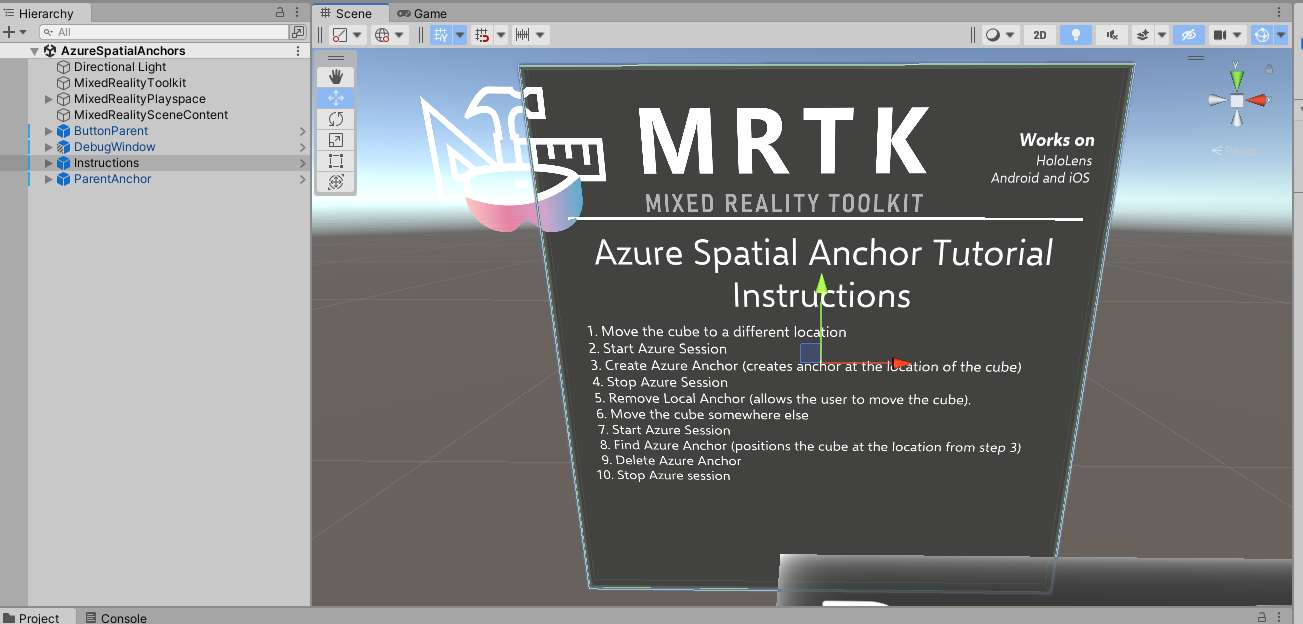 Hierarchy
All
AzureSpatialAnchors
Directional Light
MixedRealityToolkit
MixedRealityPlayspace
MixedRealitySceneContent
ButtonParent
DebugWindow
Instructions
ParentAnchor
Scene
Game
2D
y
x
Persp
MRTK
MIXED REALITY TOOLKIT
Works on
HoloLens
Android and iOS
Azure Spatial Anchor Tutorial
Instructions
1. Move the cube to a different location
2. Start Azure Session
3. Create Azure Anchor (creates anchor at the location of the cube)
4. Stop Azure Session
5. Remove Local Anchor (allows the user to move the cube).
6. Move the cube somewhere else
7. Start Azure Session
8. Find Azure Anchor (positions the cube at the location from step 3)
9. Delete Azure Anchor
10. Stop Azure session
Project
Console